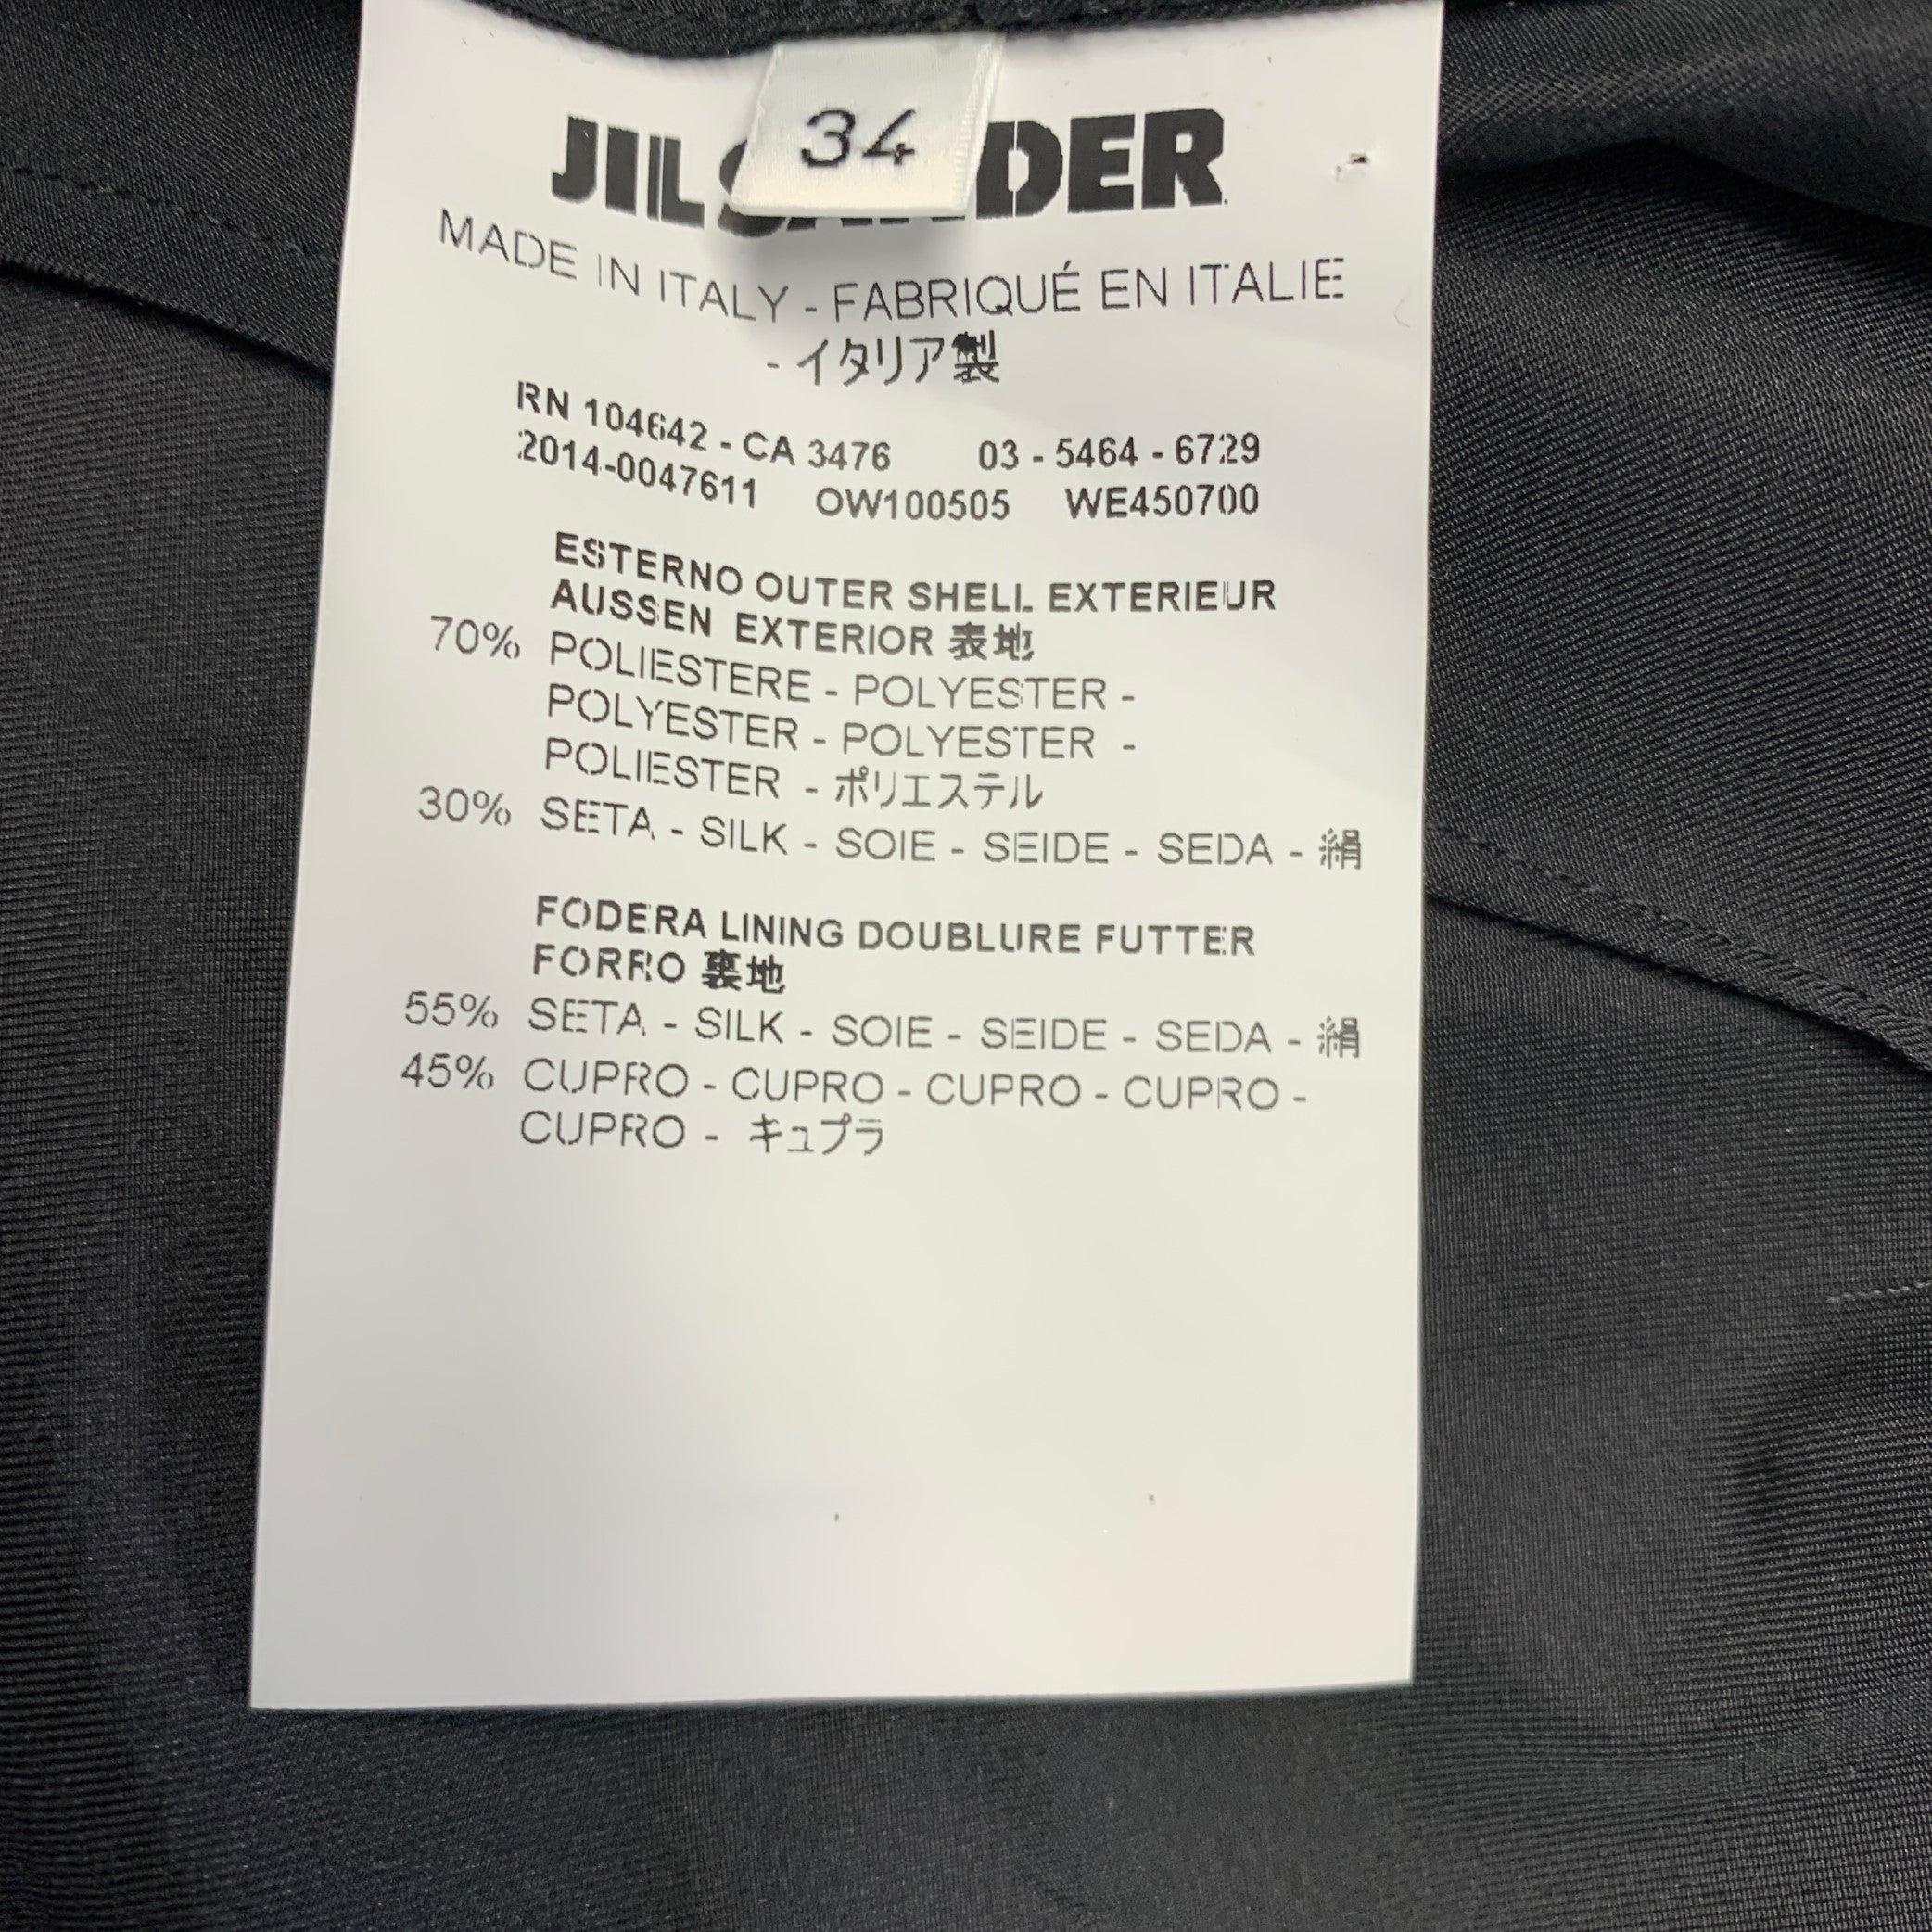 34
JIL SANDER
MADE IN ITALY - FABRIQUÉ EN ITALIE
- イタリア製
RN 104642 - CA 3476 03 - 5464 - 6729
2014-0047611 OW100505 WE450700
ESTERNO OUTER SHELL EXTERIEUR
AUSSEN EXTERIOR 表地
70% POLIESTERE - POLYESTER -
POLYESTER - POLYESTER -
POLIESTER - ポリエステル
30% SETA - SILK - SOIE - SEIDE - SEDA - 絹
FODERA LINING DOUBLURE FUTTER
FORRO 裏地
55% SETA - SILK - SOIE - SEIDE - SEDA - 絹
45% CUPRO - CUPRO - CUPRO - CUPRO -
CUPRO - キュプラ